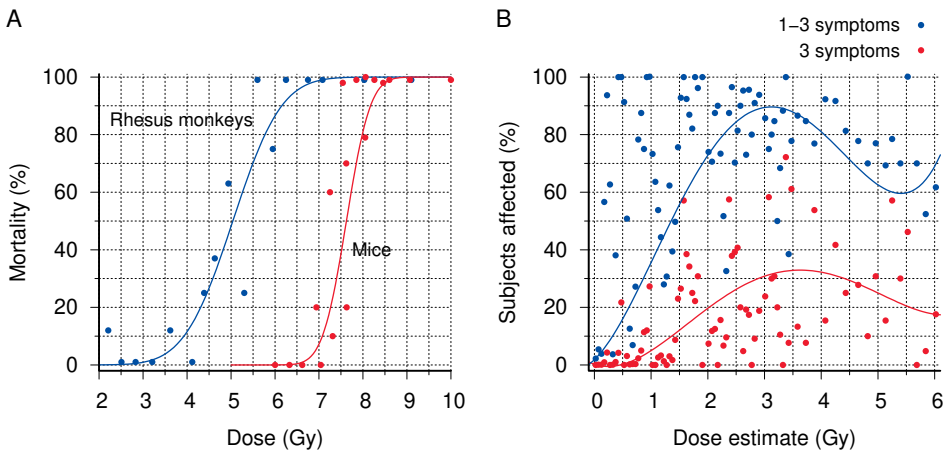 A
Mortality (%)
100
80
60
40
20
0
Rhesus monkeys
Mice
2 3 4 5 6 7 8 9 10
Dose (Gy)
B
1–3 symptoms
3 symptoms
Subjects affected (%)
100
80
60
40
20
0
0 1 2 3 4 5 6
Dose estimate (Gy)